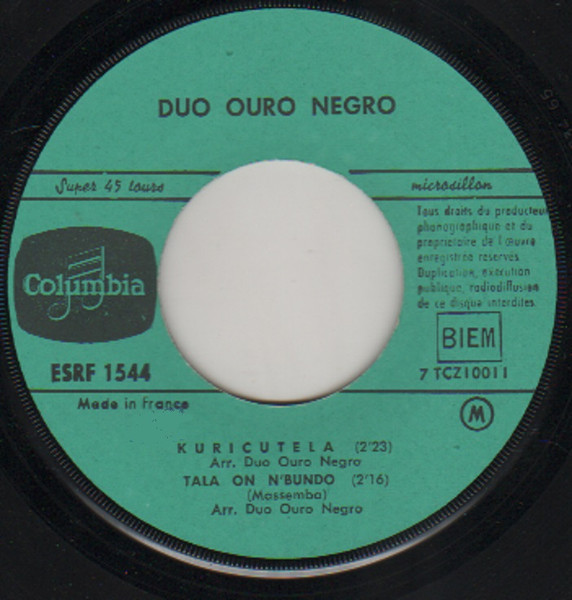 DUO OURO NEGRO
Super 45 tours
microsillon
Tous droits du producteur
phonographique et du
propriétaire de l'œuvre
enregistrée réservés.
Duplication, exécution
publique, radiodiffusion
de ce disque interdites.
Columbia
BIEM
ESRF 1544
7 TCZ10011
Made in France
M
KURICUTELA (2'23)
Arr. Duo Ouro Negro
TALA ON N'BUNDO (2'16)
(Massemba)
Arr. Duo Ouro Negro